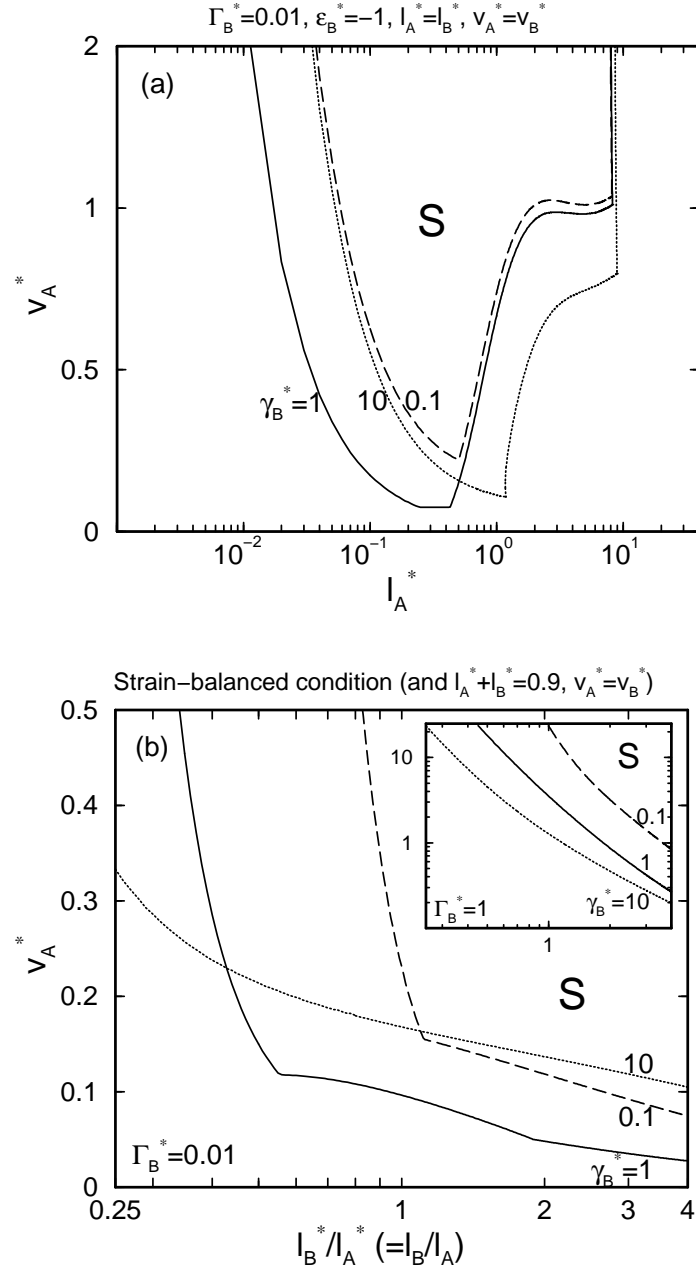 Γ_B^*=0.01, ε_B^*=−1, l_A^*=l_B^*, v_A^*=v_B^*
2
(a)
S
1
v_A^*
0.5
γ_B^*=1 10 0.1
0
10^−2 10^−1 10^0 10^1
l_A^*
Strain−balanced condition (and l_A^*+l_B^*=0.9, v_A^*=v_B^*)
0.5
(b)
10
S
0.4
0.1
1
1
0.3
Γ_B^*=1 γ_B^*=10
1
v_A^*
S
0.2
10
0.1
0.1
Γ_B^*=0.01 γ_B^*=1
0
0.25 1 2 3 4
l_B^*/l_A^* (=l_B/l_A)